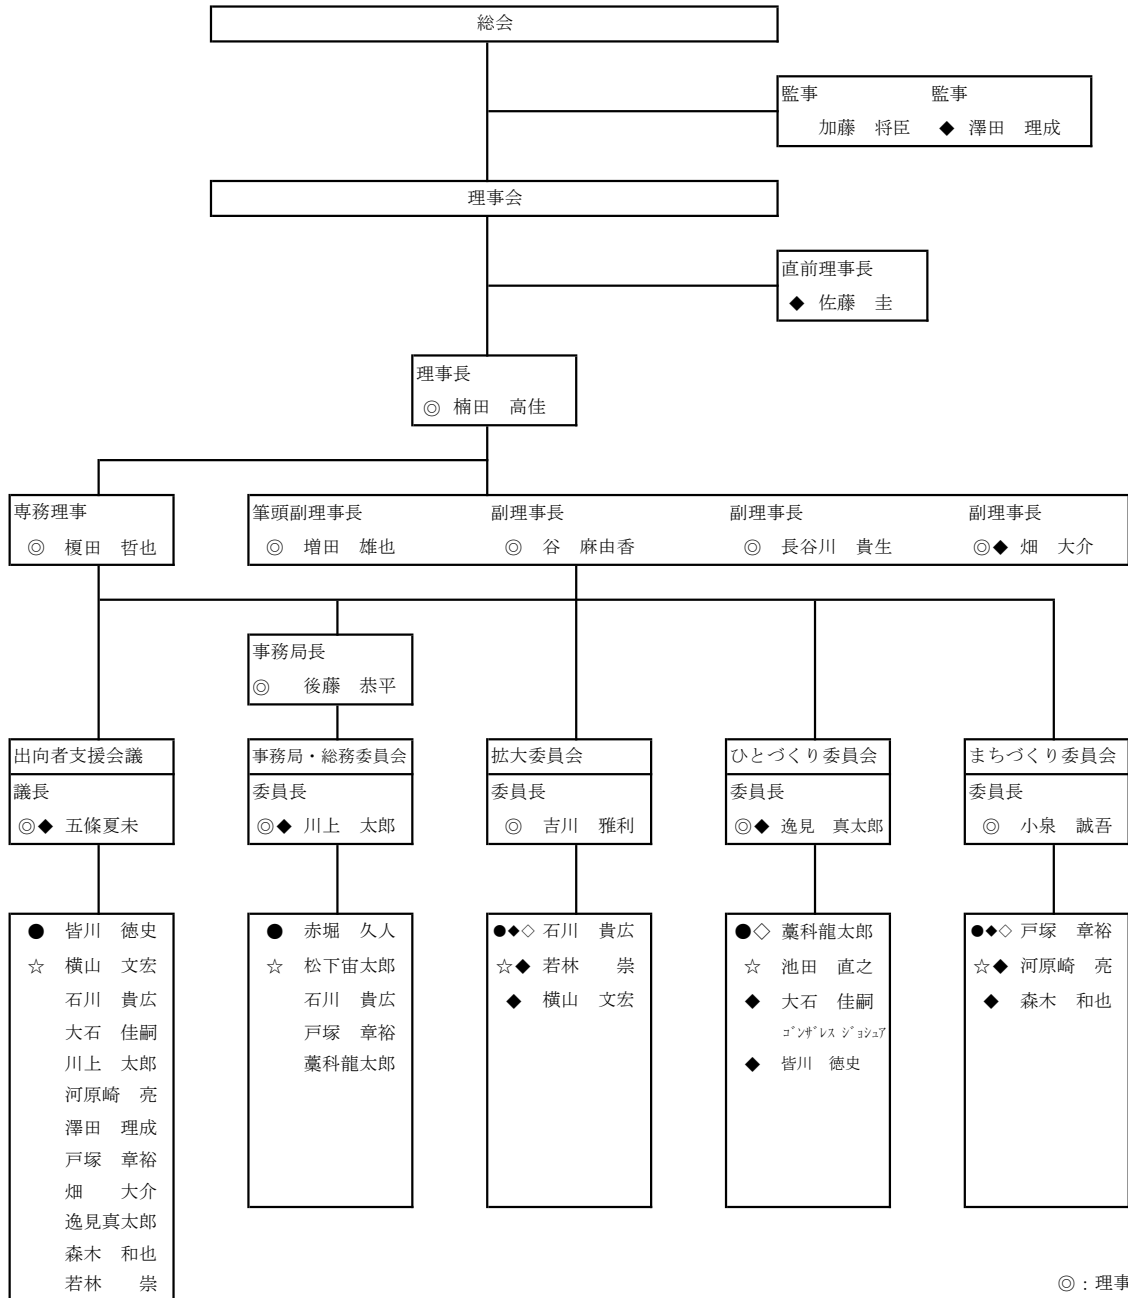 総会
監事　監事
加藤　将臣　◆ 澤田　理成
理事会
直前理事長
◆ 佐藤　圭
理事長
◎ 楠田　高佳
専務理事
◎ 榎田　哲也
筆頭副理事長　副理事長　副理事長　副理事長
◎ 増田　雄也　◎ 谷　麻由香　◎ 長谷川　貴生　◎◆ 畑　大介
事務局長
◎ 後藤　恭平
出向者支援会議
議長
◎◆ 五條夏未
● 皆川　徳史
☆ 横山　文宏
石川　貴広
大石　佳嗣
川上　太郎
河原崎　亮
澤田　理成
戸塚　章裕
畑　大介
逸見真太郎
森木　和也
若林　崇
事務局・総務委員会
委員長
◎◆ 川上　太郎
● 赤堀　久人
☆ 松下宙太郎
石川　貴広
戸塚　章裕
藁科龍太郎
拡大委員会
委員長
◎ 吉川　雅利
●◆◇ 石川　貴広
☆◆ 若林　崇
◆ 横山　文宏
ひとづくり委員会
委員長
◎◆ 逸見　真太郎
●◇ 藁科龍太郎
☆ 池田　直之
◆ 大石　佳嗣
ｺﾞﾝｻﾞﾚｽ ｼﾞｮｼｭｱ
◆ 皆川　徳史
まちづくり委員会
委員長
◎ 小泉　誠吾
●◆◇ 戸塚　章裕
☆◆ 河原崎　亮
◆ 森木　和也
◎：理事